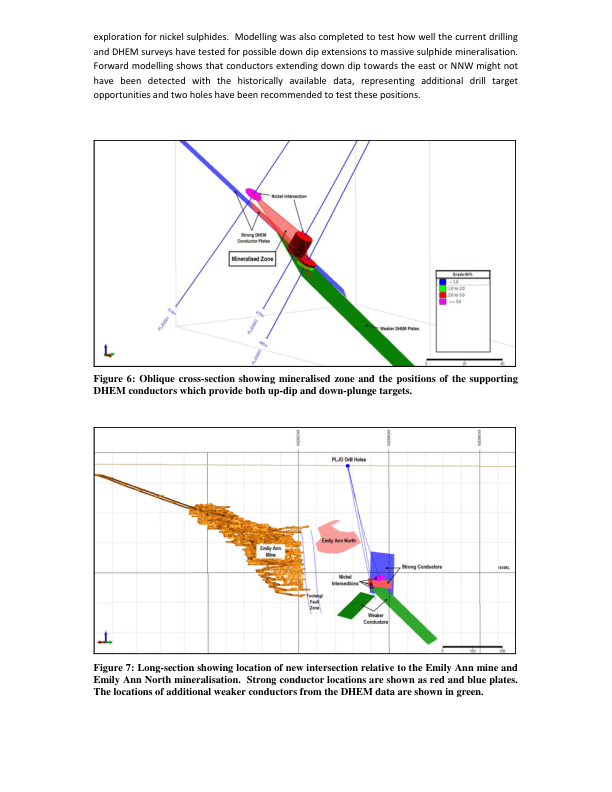 exploration for nickel sulphides. Modelling was also completed to test how well the current drilling
and DHEM surveys have tested for possible down dip extensions to massive sulphide mineralisation.
Forward modelling shows that conductors extending down dip towards the east or NNW might not
have been detected with the historically available data, representing additional drill target
opportunities and two holes have been recommended to test these positions.
Nickel Intersection
Strong DHEM
Conductor Plates
Mineralised Zone
Grade Ni%
< 1.0
1.0 to 2.0
2.0 to 5.0
>= 5.0
Weaker DHEM Plates
Figure 6: Oblique cross-section showing mineralised zone and the positions of the supporting
DHEM conductors which provide both up-dip and down-plunge targets.
PLJD Drill Holes
Emily Ann North
Emily Ann
Mine
Strong Conductors
Nickel
Intersections
Toolangi
Fault
Zone
Weaker
Conductors
Figure 7: Long-section showing location of new intersection relative to the Emily Ann mine and
Emily Ann North mineralisation. Strong conductor locations are shown as red and blue plates.
The locations of additional weaker conductors from the DHEM data are shown in green.